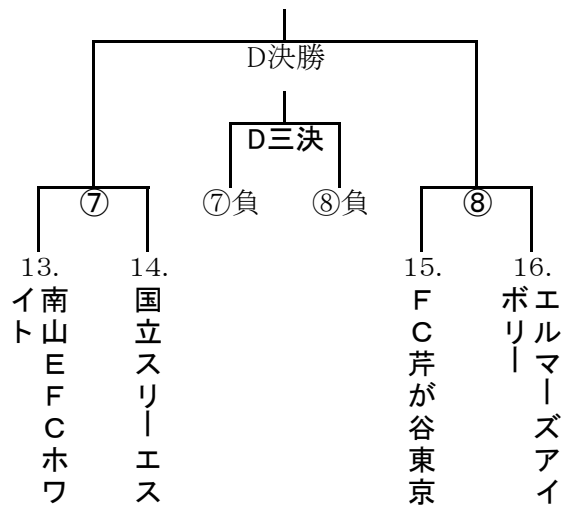 D決勝
D三決
⑦
⑦負
⑧負
⑧
13.
14.
15.
16.
南山EFCホワ
イト
国立スリーエス
FC芹が谷東京
エルマーズアイ
ボリー